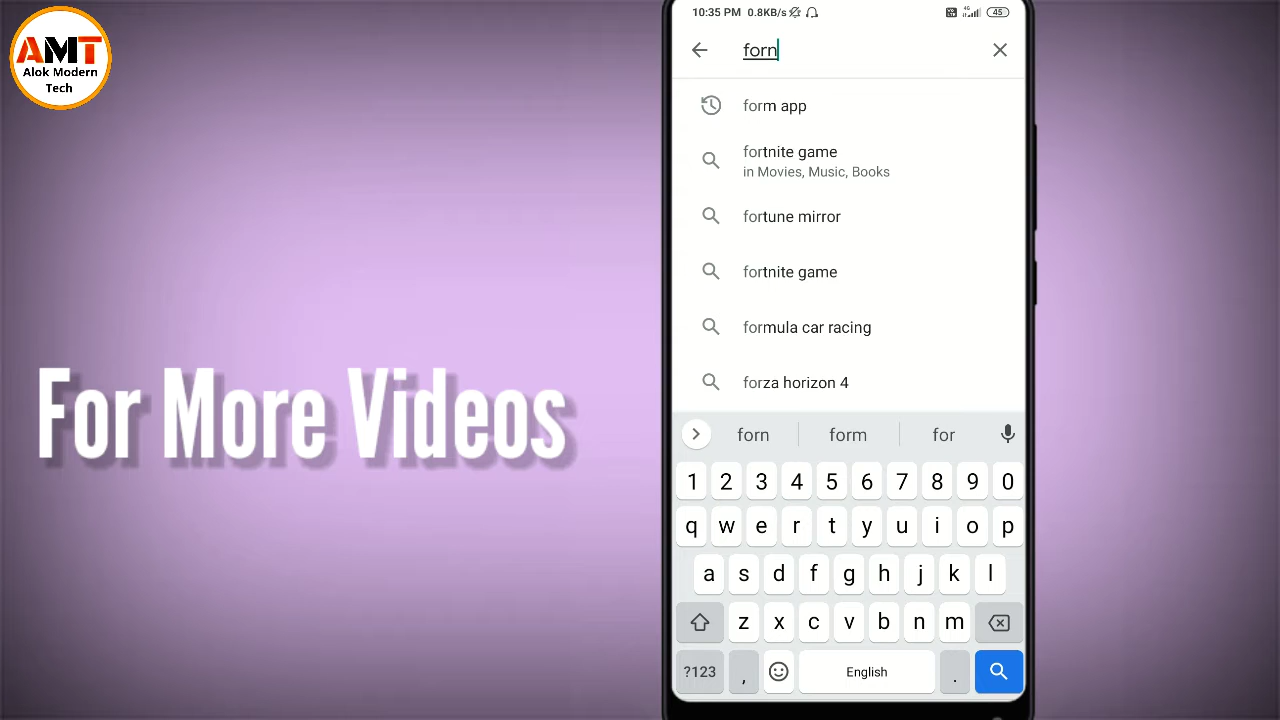 AMT
Alok Modern
Tech
For More Videos
10:35 PM 0.8KB/s 4G 45
forn
form app
fortnite game
in Movies, Music, Books
fortune mirror
fortnite game
formula car racing
forza horizon 4
forn form for
1 2 3 4 5 6 7 8 9 0
q w e r t y u i o p
a s d f g h j k l
z x c v b n m
?123 , English .